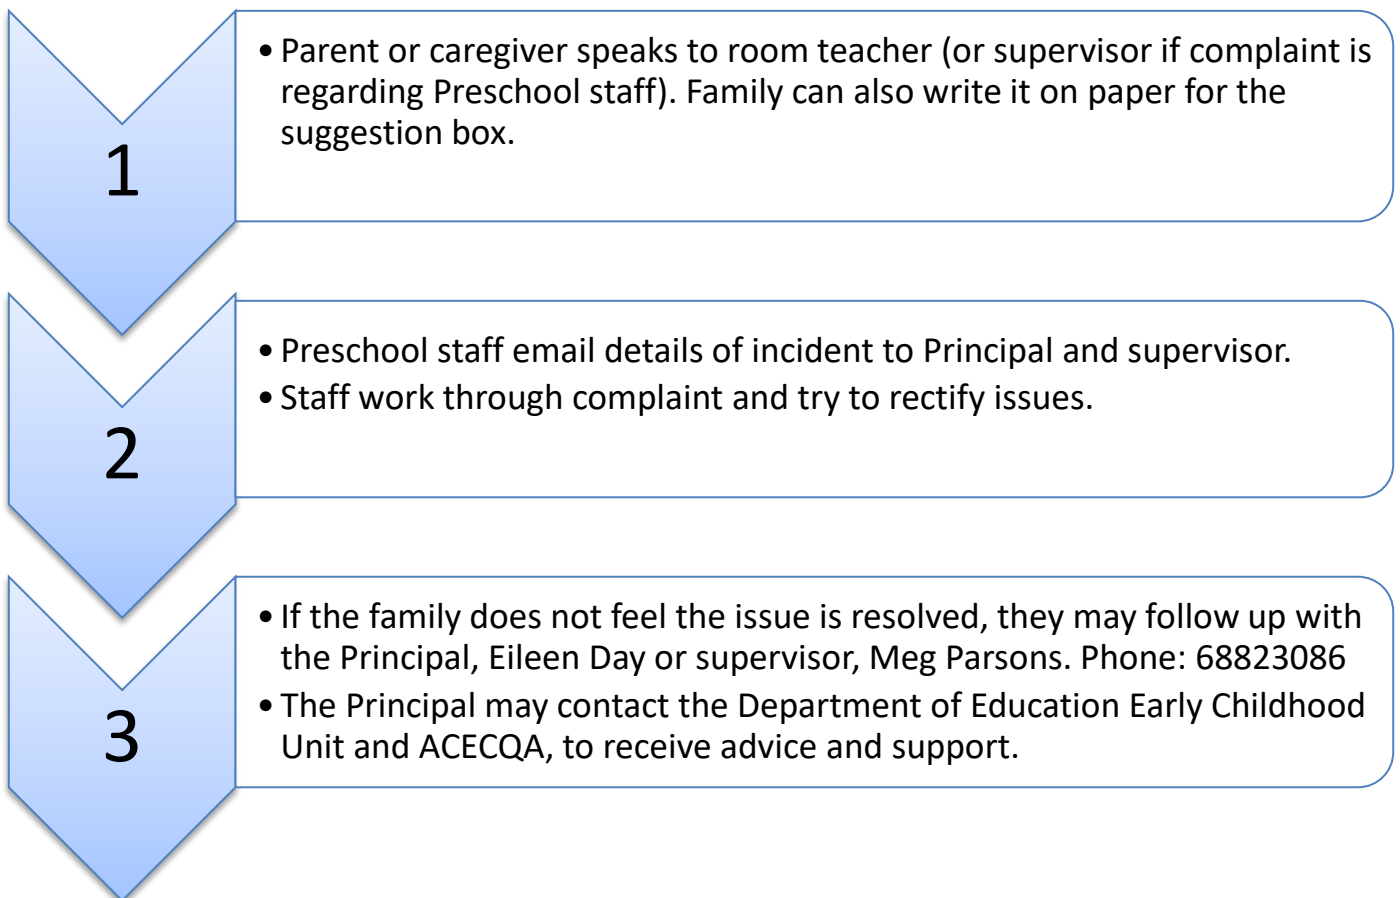 1
• Parent or caregiver speaks to room teacher (or supervisor if complaint is
regarding Preschool staff). Family can also write it on paper for the
suggestion box.
2
• Preschool staff email details of incident to Principal and supervisor.
• Staff work through complaint and try to rectify issues.
3
• If the family does not feel the issue is resolved, they may follow up with
the Principal, Eileen Day or supervisor, Meg Parsons. Phone: 68823086
• The Principal may contact the Department of Education Early Childhood
Unit and ACECQA, to receive advice and support.